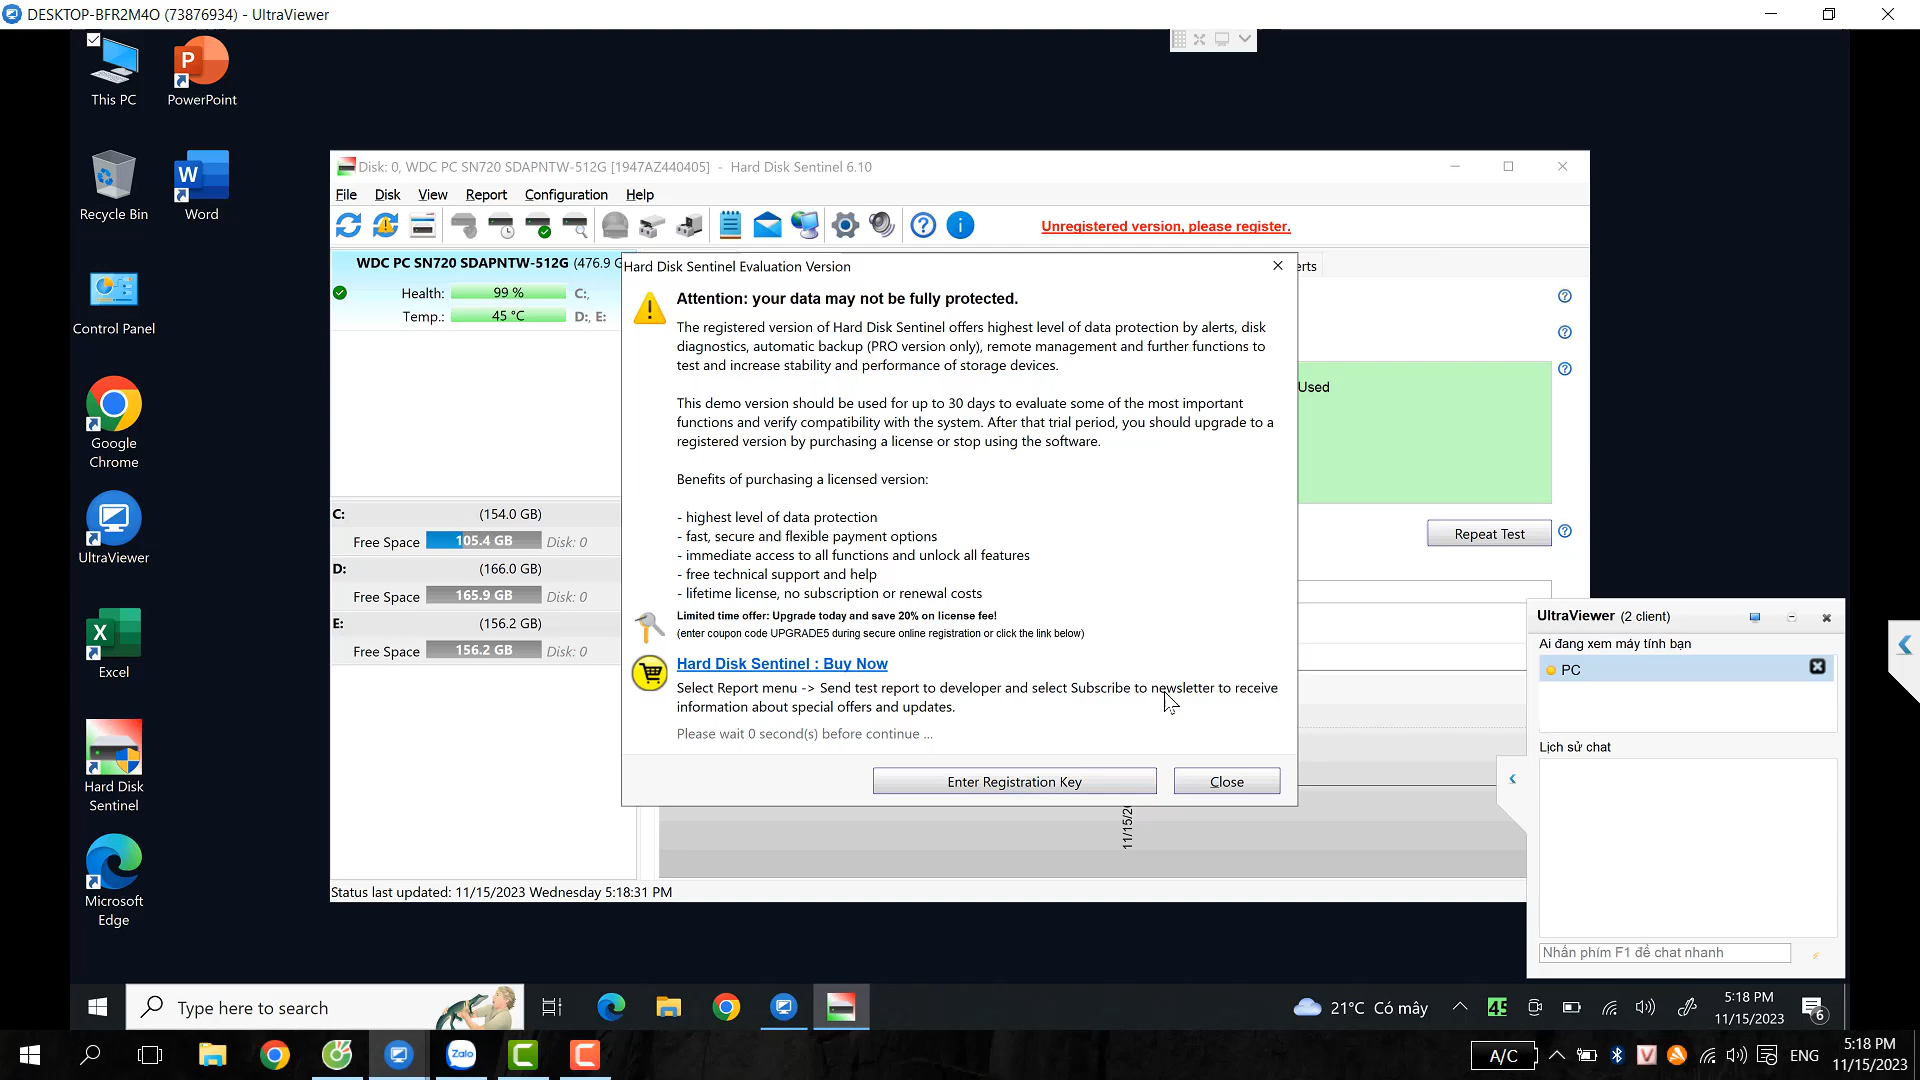 DESKTOP-BFR2M4O (73876934) - UltraViewer
This PC
PowerPoint
Recycle Bin
Word
Control Panel
Google
Chrome
UltraViewer
Excel
Hard Disk
Sentinel
Microsoft
Edge
Disk: 0, WDC PC SN720 SDAPNTW-512G [1947AZ440405] - Hard Disk Sentinel 6.10
File Disk View Report Configuration Help
Unregistered version, please register.
WDC PC SN720 SDAPNTW-512G (476.9 G
Health: 99 % C:,
Temp.: 45 °C D:, E:
C: (154.0 GB)
Free Space 105.4 GB Disk: 0
D: (166.0 GB)
Free Space 165.9 GB Disk: 0
E: (156.2 GB)
Free Space 156.2 GB Disk: 0
erts
Used
Repeat Test
11/15/20
Status last updated: 11/15/2023 Wednesday 5:18:31 PM
Hard Disk Sentinel Evaluation Version
Attention: your data may not be fully protected.
The registered version of Hard Disk Sentinel offers highest level of data protection by alerts, disk
diagnostics, automatic backup (PRO version only), remote management and further functions to
test and increase stability and performance of storage devices.
This demo version should be used for up to 30 days to evaluate some of the most important
functions and verify compatibility with the system. After that trial period, you should upgrade to a
registered version by purchasing a license or stop using the software.
Benefits of purchasing a licensed version:
- highest level of data protection
- fast, secure and flexible payment options
- immediate access to all functions and unlock all features
- free technical support and help
- lifetime license, no subscription or renewal costs
Limited time offer: Upgrade today and save 20% on license fee!
(enter coupon code UPGRADE5 during secure online registration or click the link below)
Hard Disk Sentinel : Buy Now
Select Report menu -> Send test report to developer and select Subscribe to newsletter to receive
information about special offers and updates.
Please wait 0 second(s) before continue ...
Enter Registration Key
Close
UltraViewer (2 client)
Ai đang xem máy tính bạn
PC
Lịch sử chat
Nhấn phím F1 để chat nhanh
Type here to search
21°C Có mây
45
5:18 PM
11/15/2023
6
Zalo
A/C
ENG
5:18 PM
11/15/2023